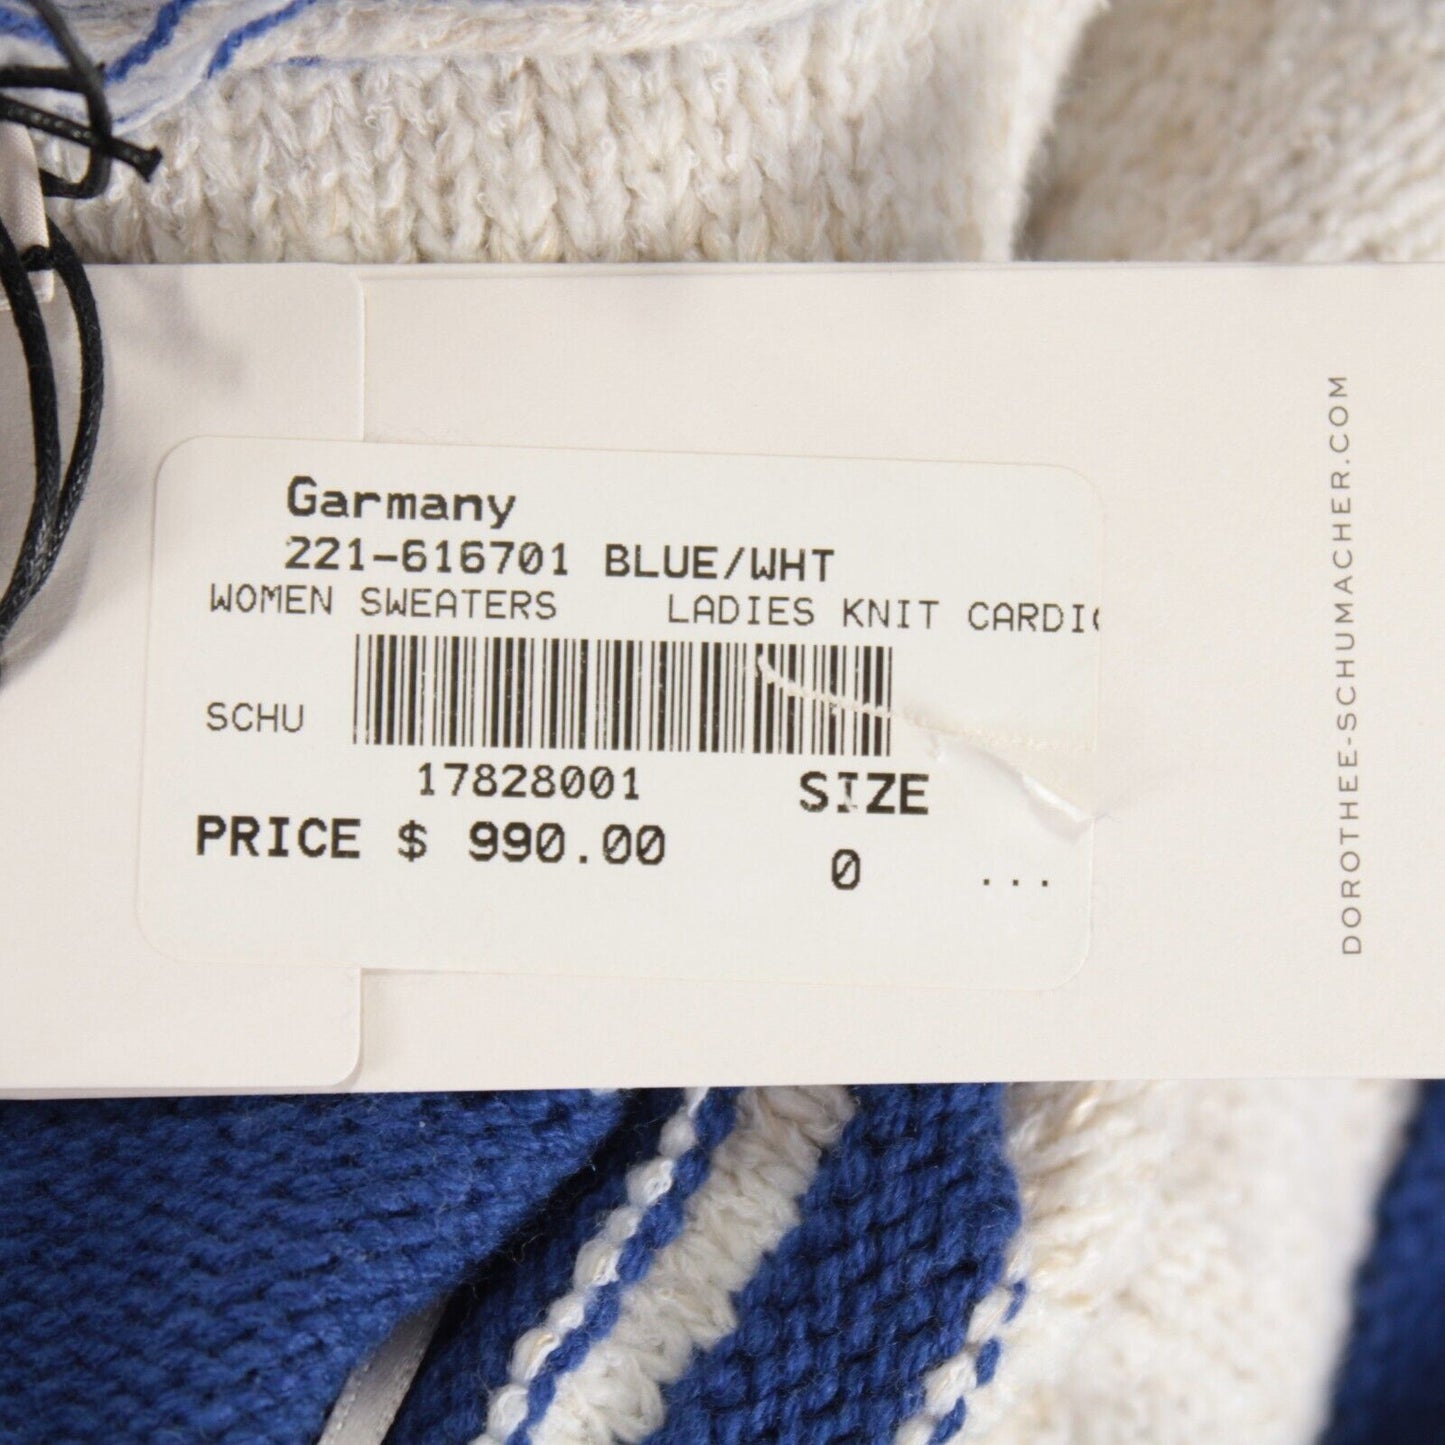 Garmany
221-616701 BLUE/WHT
WOMEN SWEATERS LADIES KNIT CARDI
SCHU
17828001 SIZE
PRICE $ 990.00 0 ...
DOROTHEE-SCHUMACHER.COM